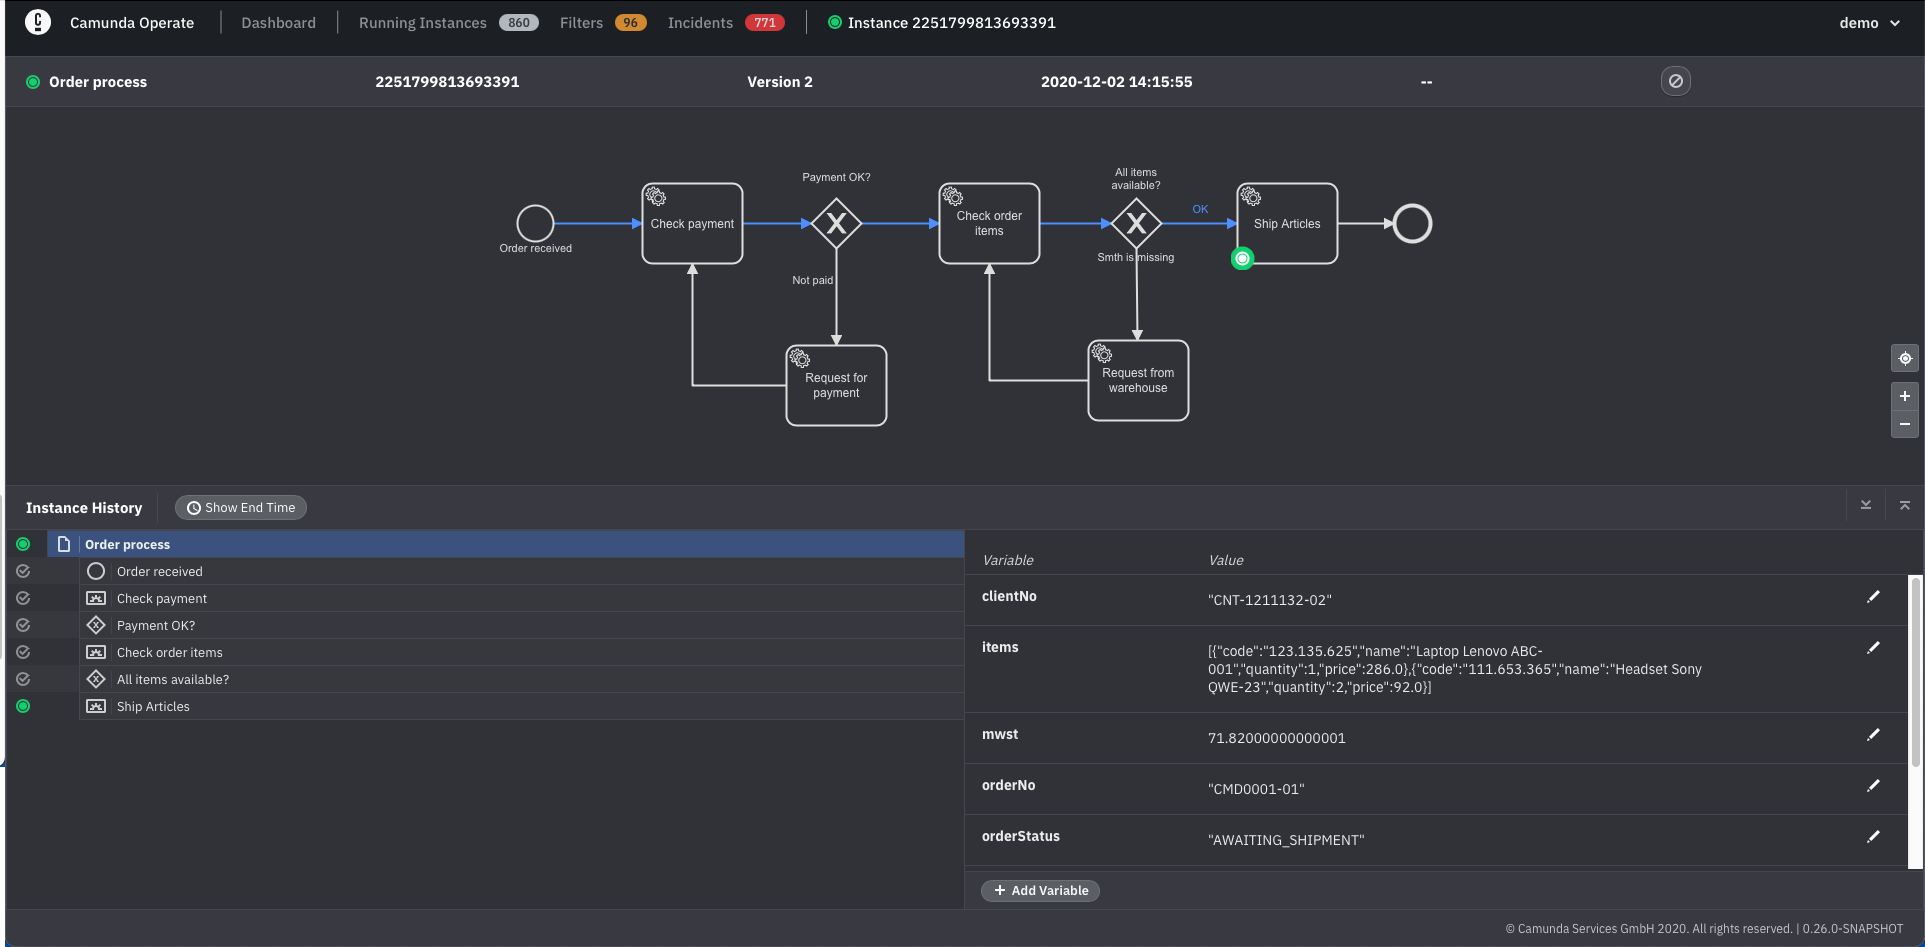 Camunda Operate
Dashboard
Running Instances 860
Filters 96
Incidents 771
Instance 2251799813693391
demo
Order process
2251799813693391
Version 2
2020-12-02 14:15:55
--
Order received
Check payment
Payment OK?
Not paid
Request for
payment
Check order
items
All items
available?
OK
Smth is missing
Request from
warehouse
Ship Articles
Instance History
Show End Time
Order process
Order received
Check payment
Payment OK?
Check order items
All items available?
Ship Articles
Variable Value
clientNo "CNT-1211132-02"
items [{"code":"123.135.625","name":"Laptop Lenovo ABC-
001","quantity":1,"price":286.0},{"code":"111.653.365","name":"Headset Sony
QWE-23","quantity":2,"price":92.0}]
mwst 71.82000000000001
orderNo "CMD0001-01"
orderStatus "AWAITING_SHIPMENT"
+ Add Variable
© Camunda Services GmbH 2020. All rights reserved. | 0.26.0-SNAPSHOT